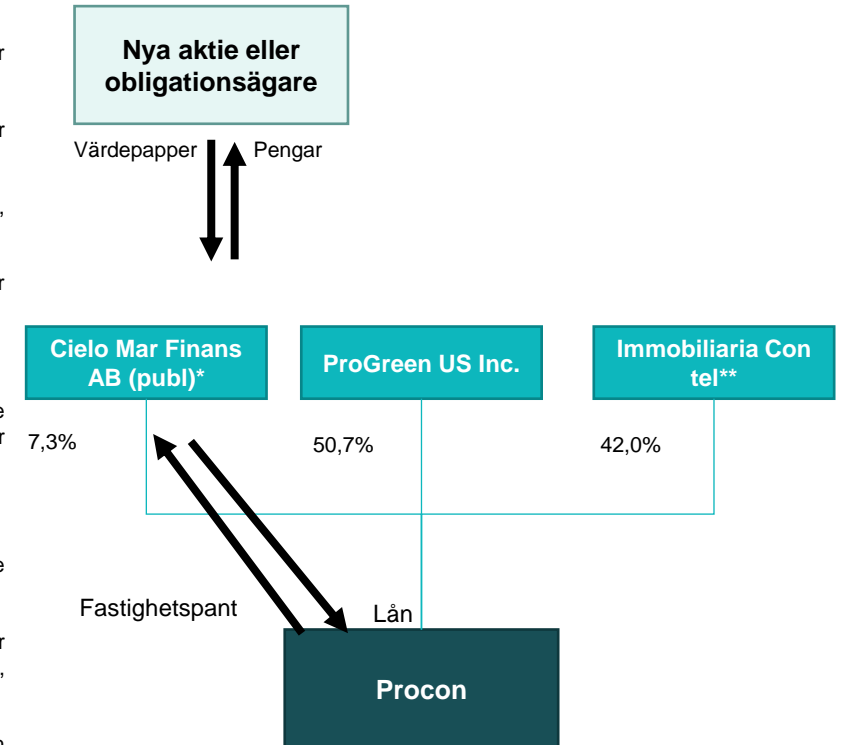 Nya aktie eller
obligationsägare
Värdepapper
Pengar
Cielo Mar Finans
AB (publ)*
ProGreen US Inc.
Immobiliaria Con
tel**
7,3%
50,7%
42,0%
Fastighetspant
Lån
Procon